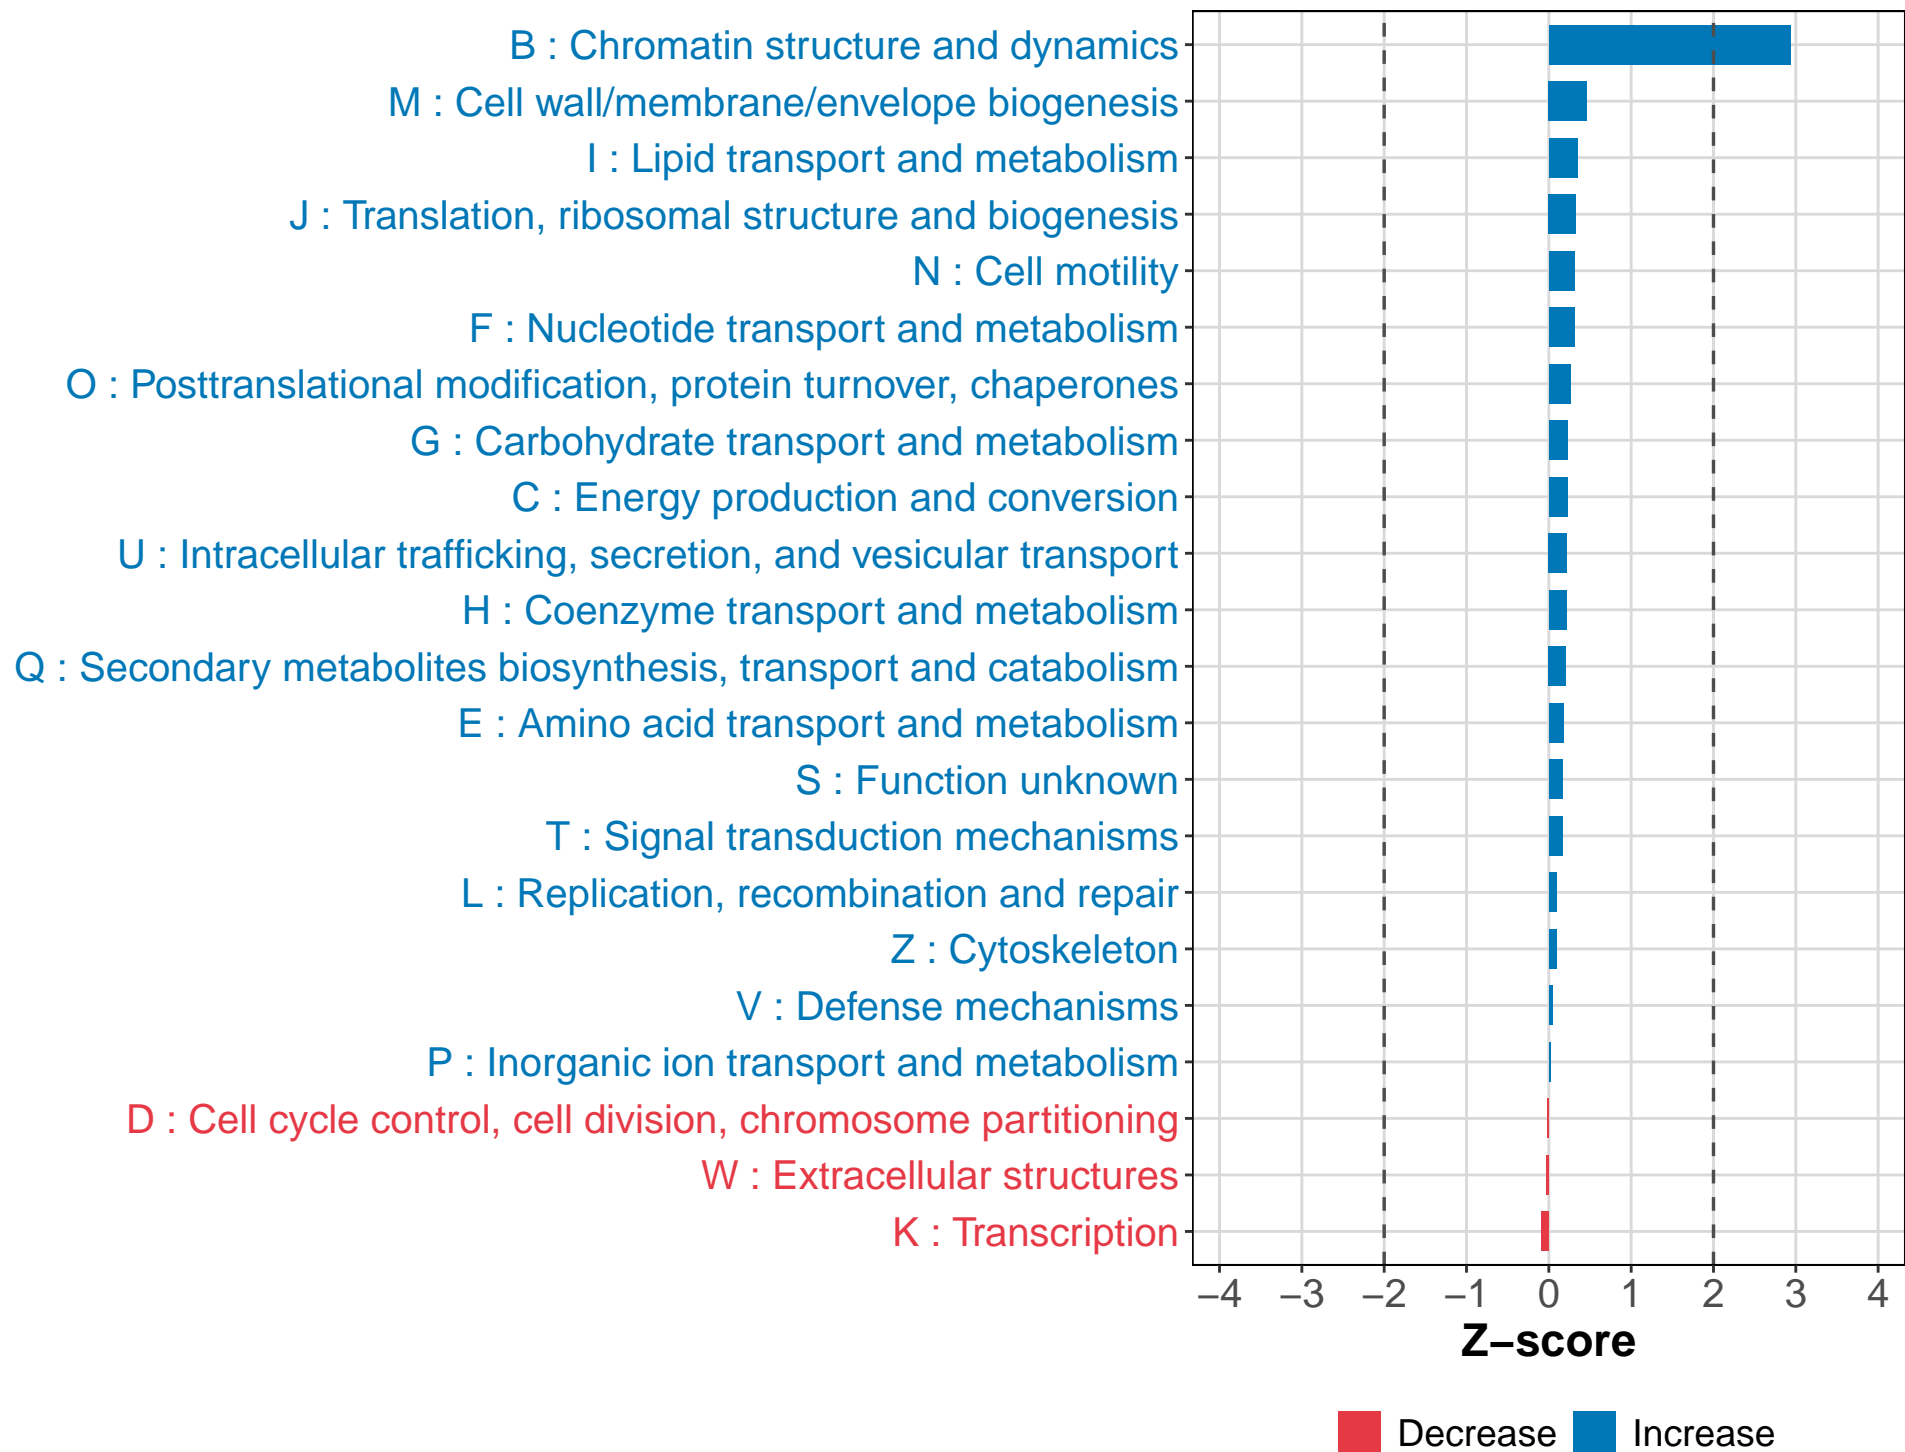 B : Chromatin structure and dynamics
M : Cell wall/membrane/envelope biogenesis
I : Lipid transport and metabolism
J : Translation, ribosomal structure and biogenesis
N : Cell motility
F : Nucleotide transport and metabolism
O : Posttranslational modification, protein turnover, chaperones
G : Carbohydrate transport and metabolism
C : Energy production and conversion
U : Intracellular trafficking, secretion, and vesicular transport
H : Coenzyme transport and metabolism
Q : Secondary metabolites biosynthesis, transport and catabolism
E : Amino acid transport and metabolism
S : Function unknown
T : Signal transduction mechanisms
L : Replication, recombination and repair
Z : Cytoskeleton
V : Defense mechanisms
P : Inorganic ion transport and metabolism
D : Cell cycle control, cell division, chromosome partitioning
W : Extracellular structures
K : Transcription
−4 −3 −2 −1 0 1 2 3 4
Z−score
Decrease Increase